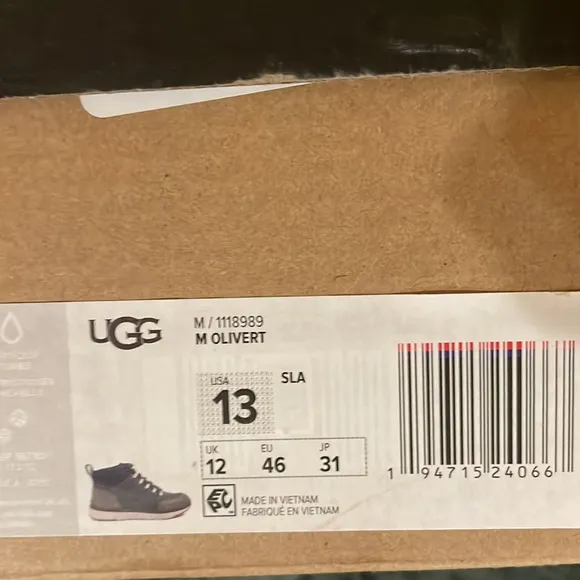 UGG
M / 1118989
M OLIVERT
USA
13
SLA
UK EU JP
12 46 31
MADE IN VIETNAM
FABRIQUÉ EN VIETNAM
1 94715 24066